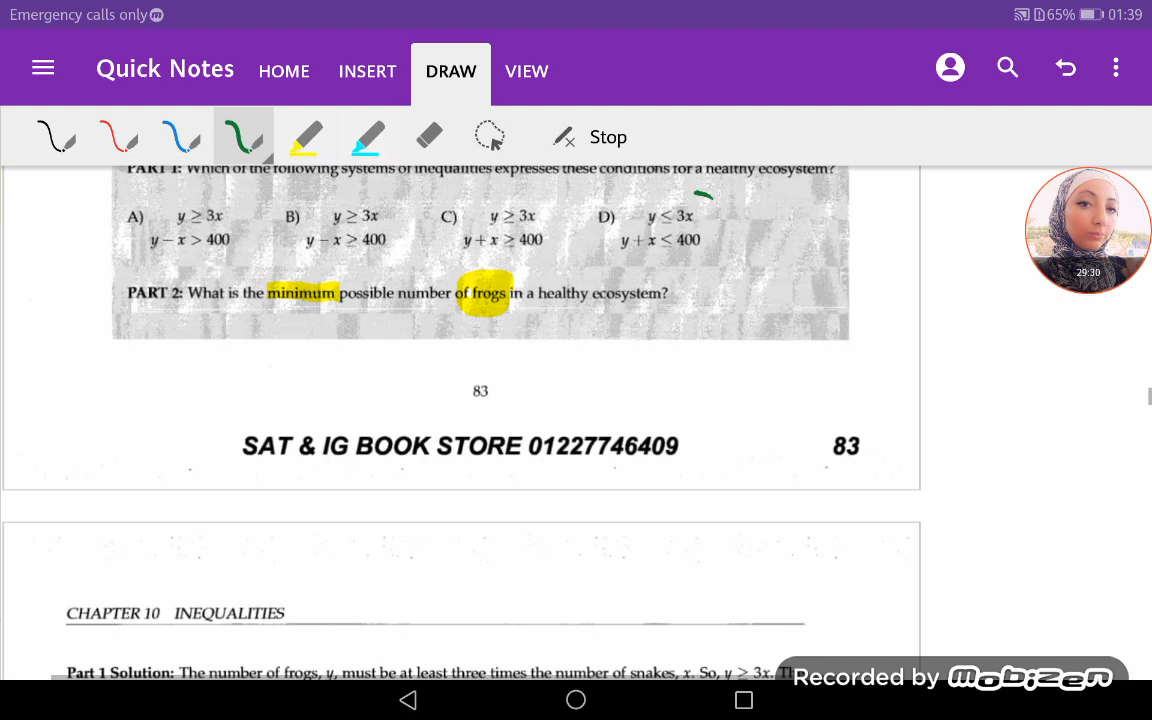 Emergency calls only
65% 01:39
Quick Notes HOME INSERT DRAW VIEW
Stop
PART 1: Which of the following systems of inequalities expresses these conditions for a healthy ecosystem?
A) y ≥ 3x B) y ≥ 3x C) y ≥ 3x D) y ≤ 3x
y − x > 400 y − x ≥ 400 y + x ≥ 400 y + x ≤ 400
29:30
PART 2: What is the minimum possible number of frogs in a healthy ecosystem?
83
SAT & IG BOOK STORE 01227746409 83
CHAPTER 10 INEQUALITIES
Part 1 Solution: The number of frogs, y, must be at least three times the number of snakes, x. So, y ≥ 3x.
Recorded by mobizen